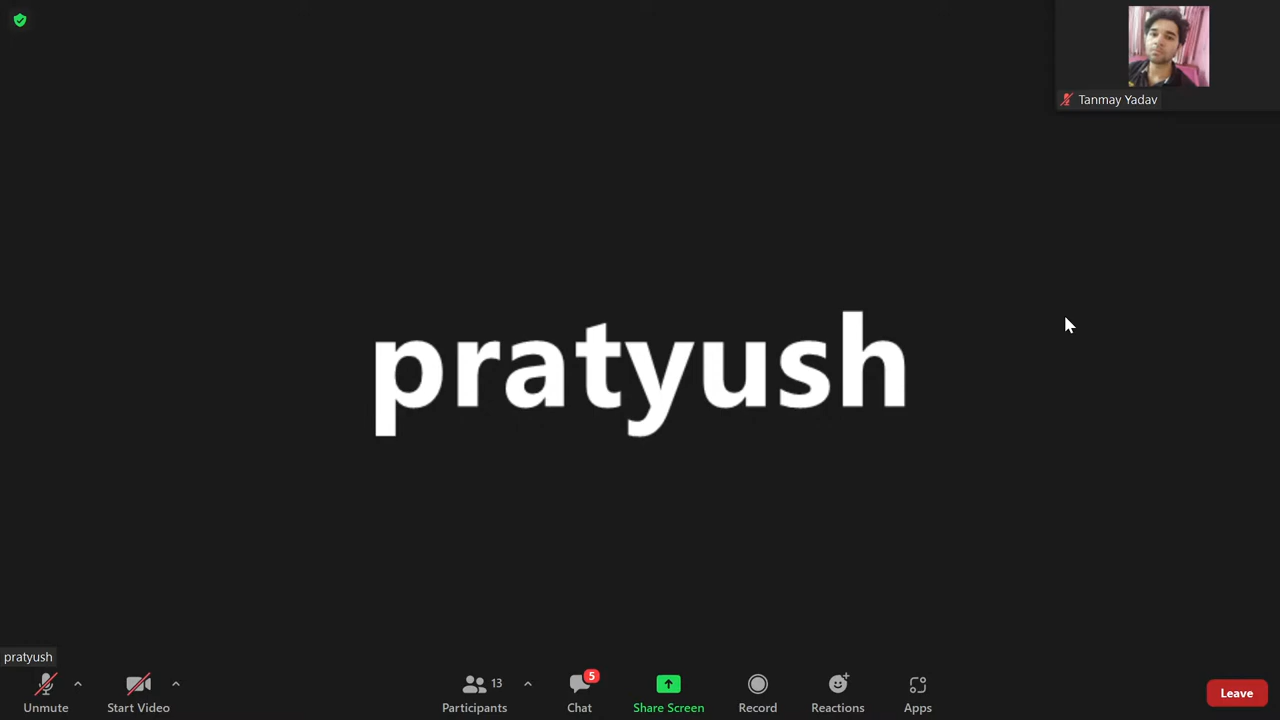 Tanmay Yadav
pratyush
pratyush
Unmute
Start Video
Participants
13
Chat
5
Share Screen
Record
Reactions
Apps
Leave